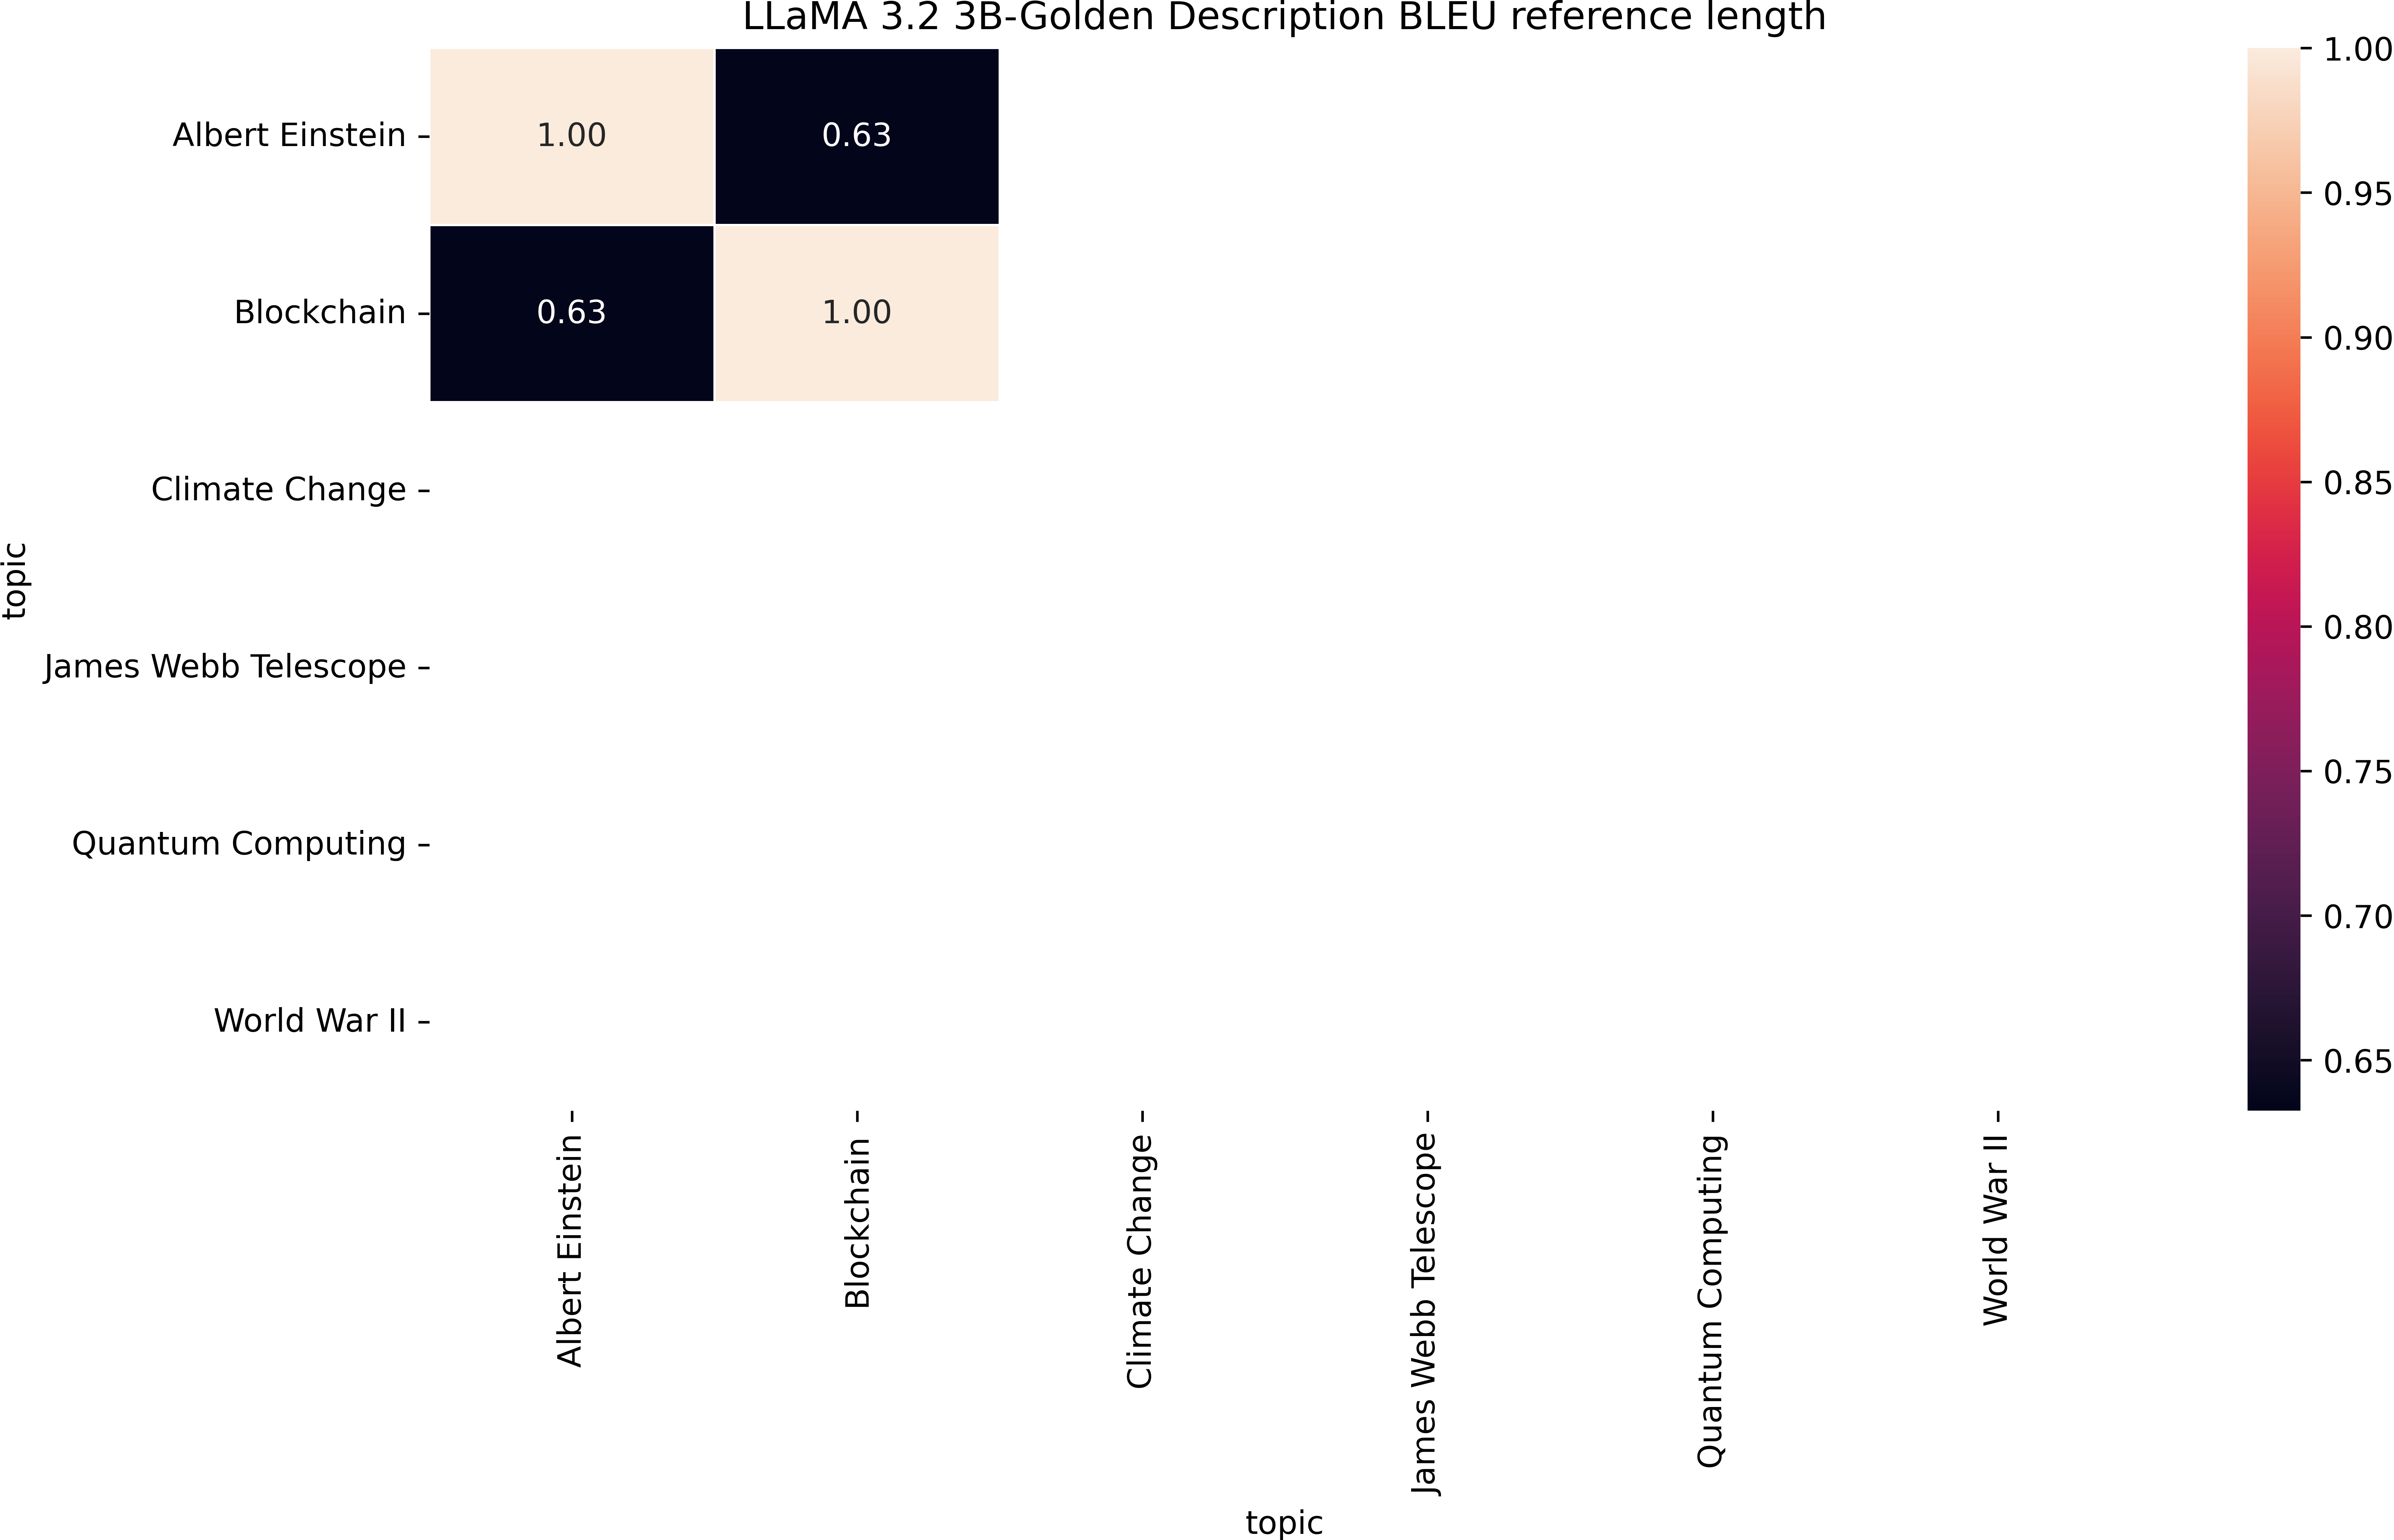 LLaMA 3.2 3B-Golden Description BLEU reference length
Albert Einstein
1.00
0.63
Blockchain
0.63
1.00
Climate Change
James Webb Telescope
Quantum Computing
World War II
topic
Albert Einstein
Blockchain
Climate Change
James Webb Telescope
Quantum Computing
World War II
topic
1.00
0.95
0.90
0.85
0.80
0.75
0.70
0.65